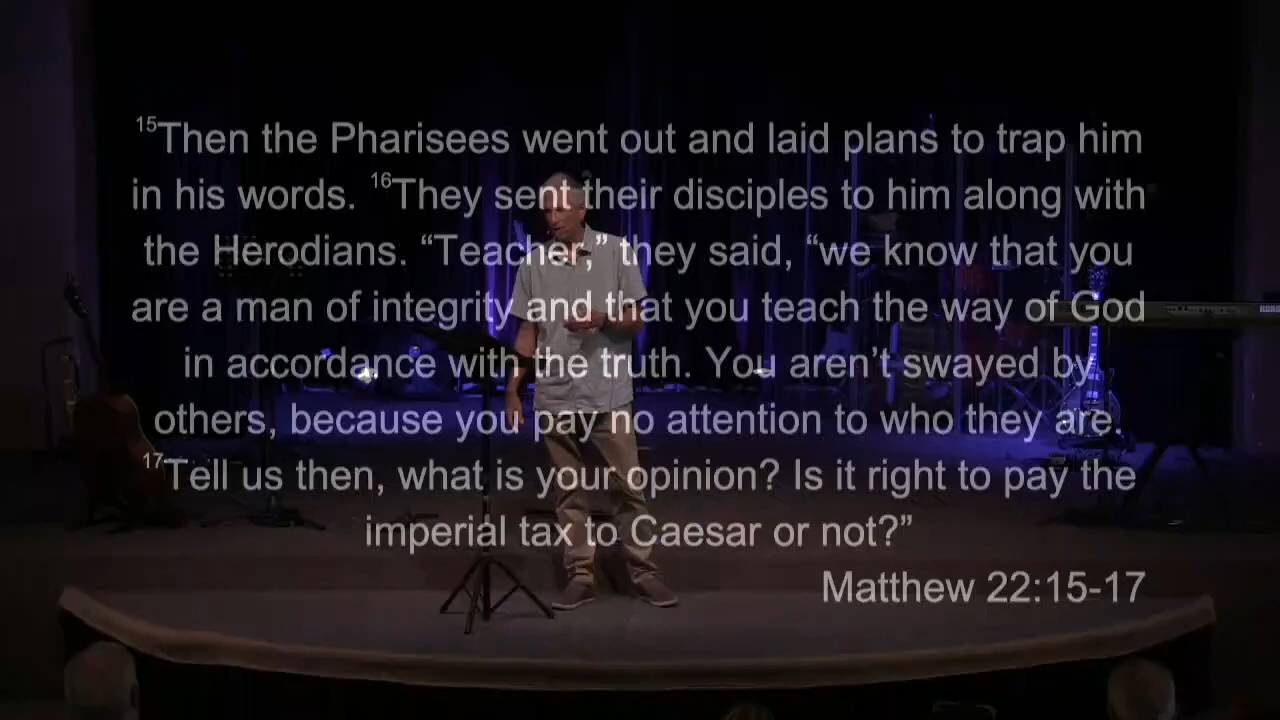 ¹⁵Then the Pharisees went out and laid plans to trap him
in his words. ¹⁶They sent their disciples to him along with
the Herodians. “Teacher,” they said, “we know that you
are a man of integrity and that you teach the way of God
in accordance with the truth. You aren’t swayed by
others, because you pay no attention to who they are.
¹⁷Tell us then, what is your opinion? Is it right to pay the
imperial tax to Caesar or not?”
Matthew 22:15-17
KORG